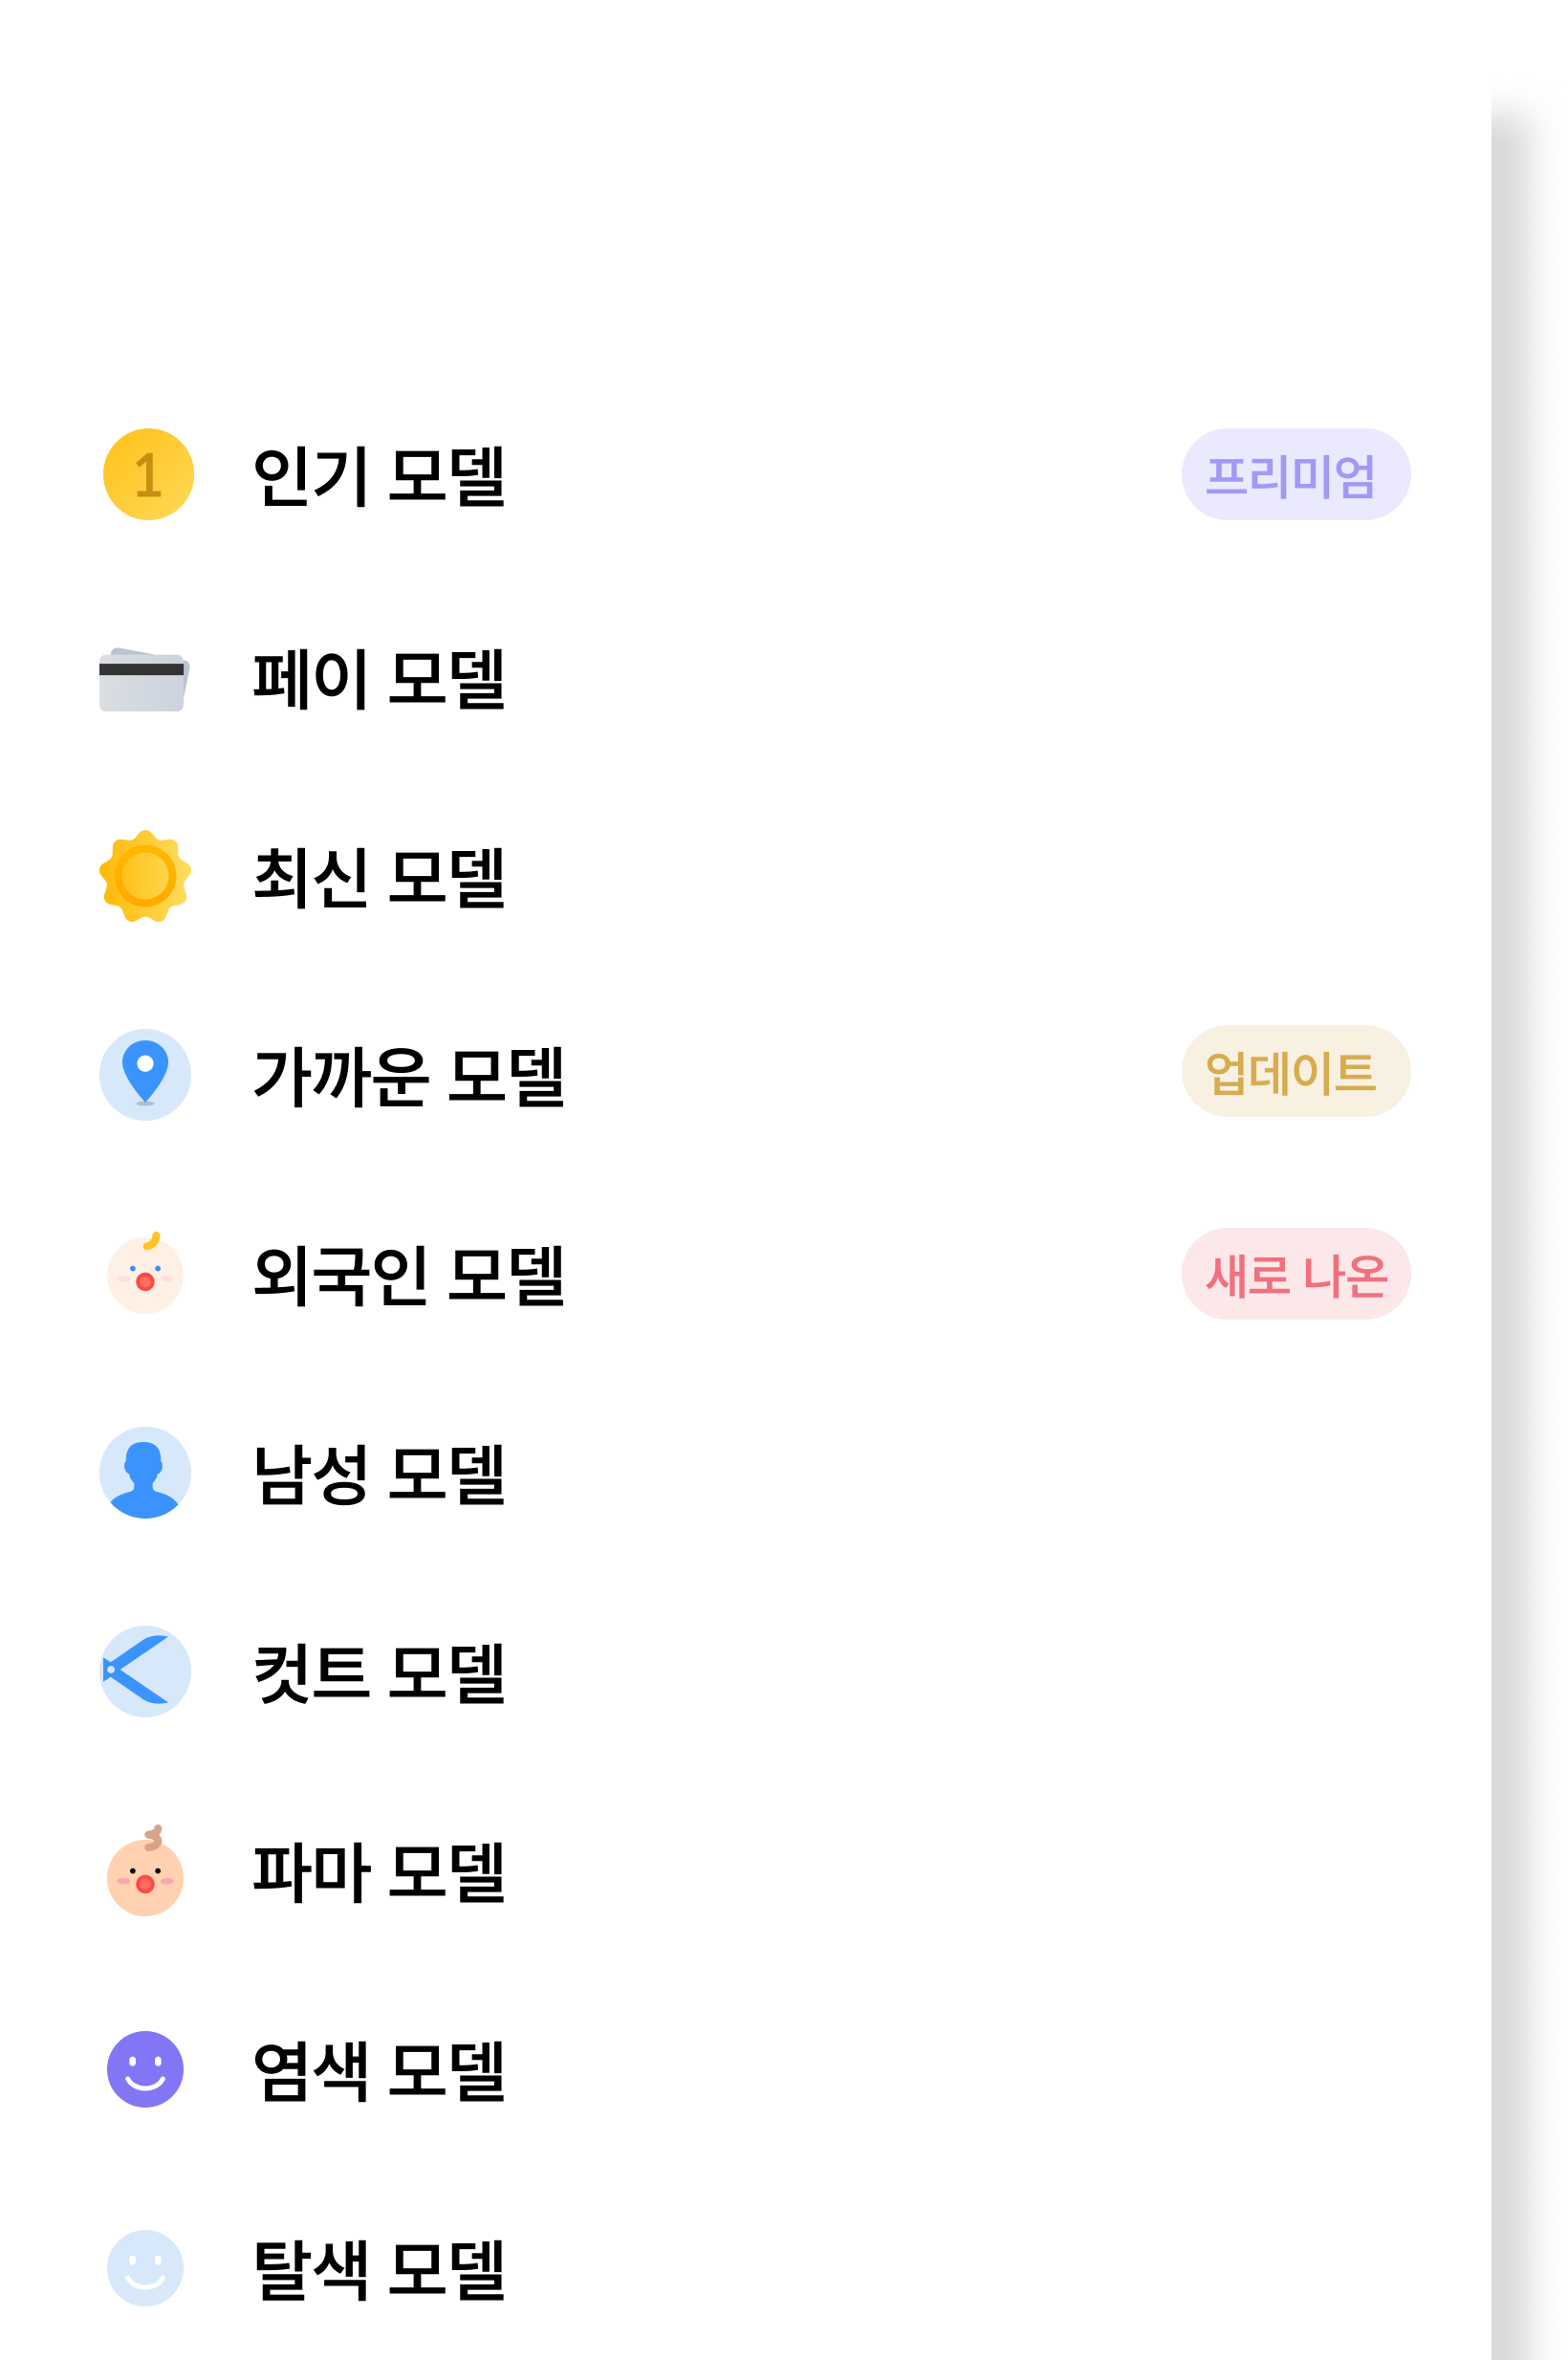 1 인기 모델 프리미엄
페이 모델
최신 모델
가까운 모델 업데이트
외국인 모델 새로 나온
남성 모델
컷트 모델
파마 모델
염색 모델
탈색 모델